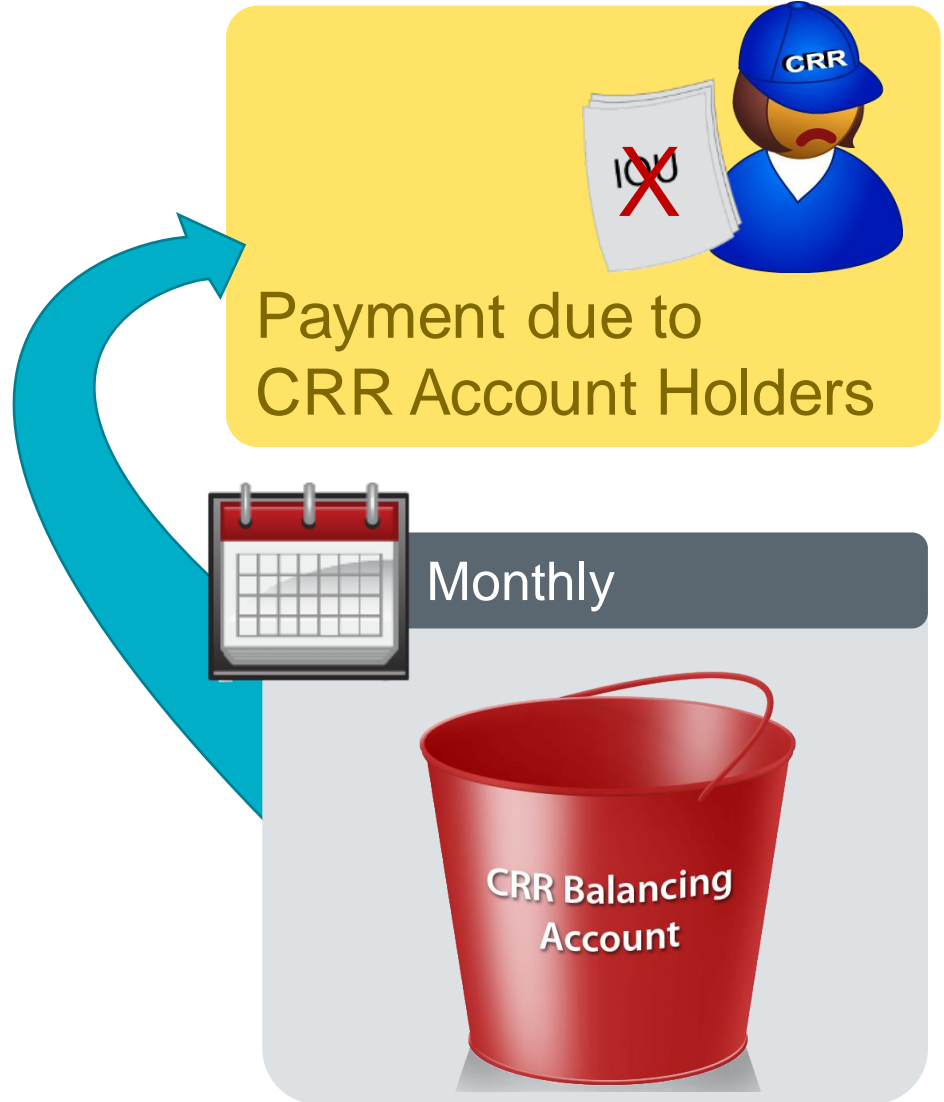 CRR
IOU
X
Payment due to
CRR Account Holders
Monthly
CRR Balancing
Account